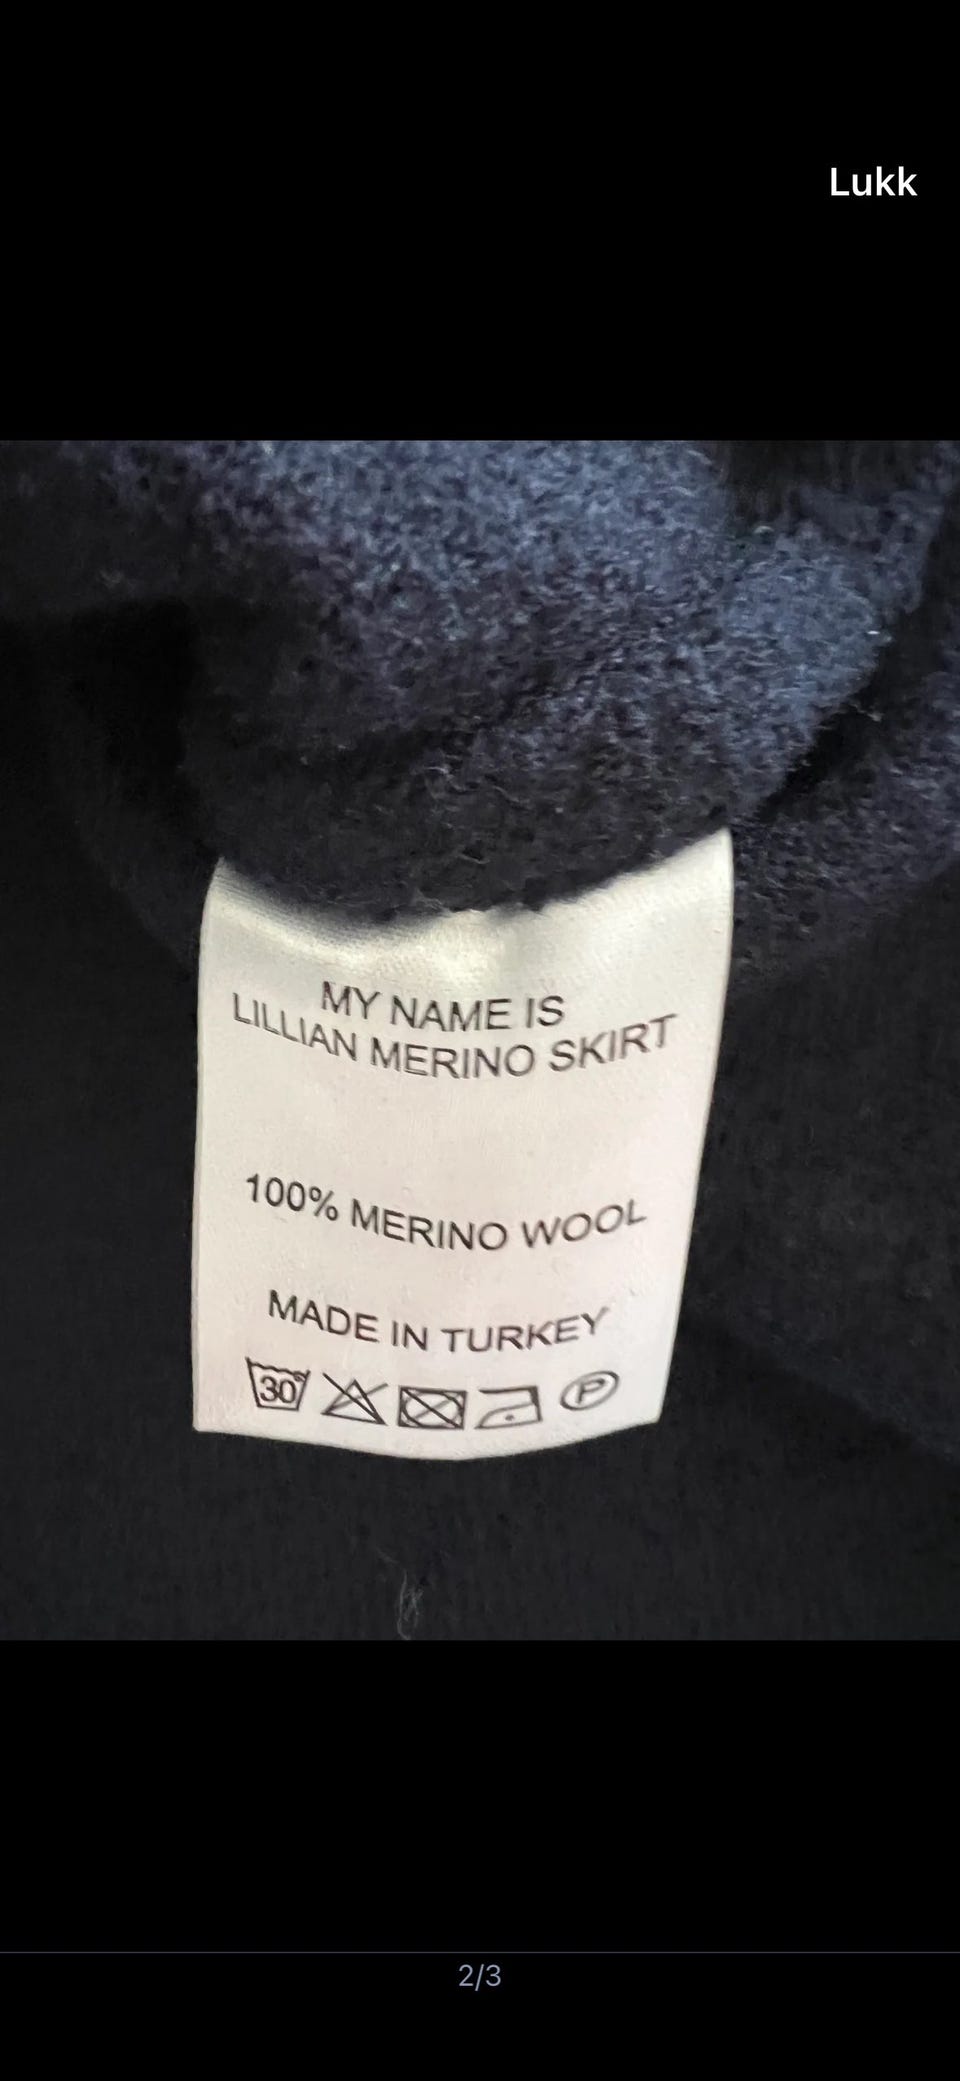 Lukk
MY NAME IS
LILLIAN MERINO SKIRT
100% MERINO WOOL
MADE IN TURKEY
30° P
2/3